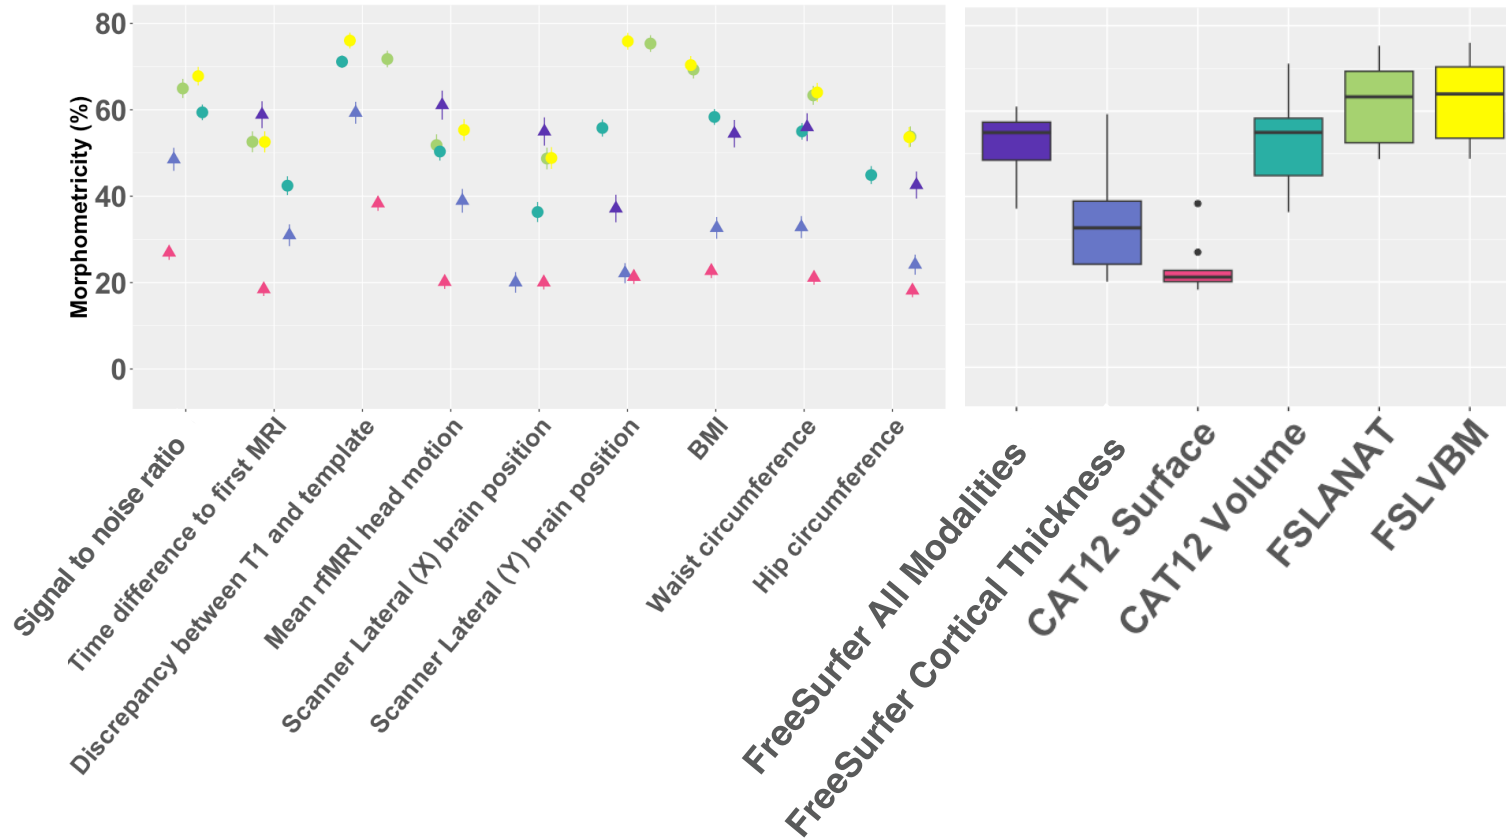 Morphometricity (%)
80
60
40
20
0
Signal to noise ratio
Time difference to first MRI
Discrepancy between T1 and template
Mean rfMRI head motion
Scanner Lateral (X) brain position
Scanner Lateral (Y) brain position
BMI
Waist circumference
Hip circumference
FreeSurfer All Modalities
FreeSurfer Cortical Thickness
CAT12 Surface
CAT12 Volume
FSLANAT
FSLVBM